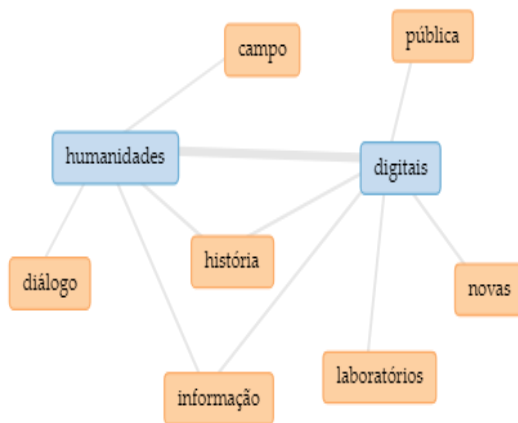 pública
campo
humanidades
digitais
história
diálogo
novas
laboratórios
informação